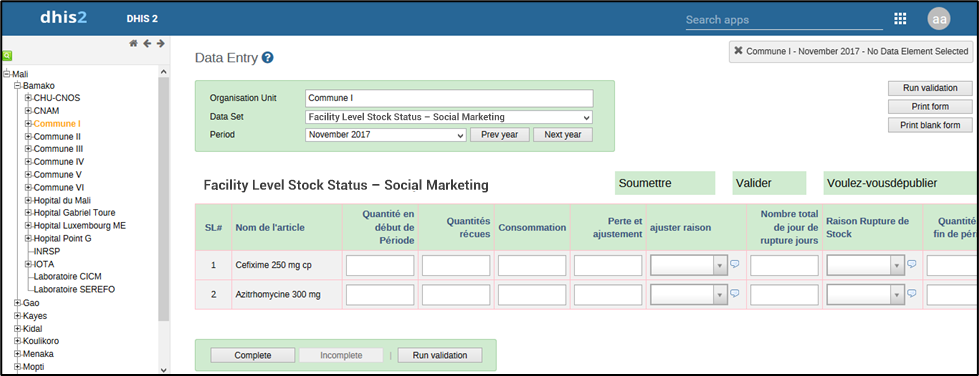 dhis2 DHIS 2 Search apps aa
Mali
Bamako
CHU-CNOS
CNAM
Commune I
Commune II
Commune III
Commune IV
Commune V
Commune VI
Hopital du Mali
Hopital Gabriel Toure
Hopital Luxembourg ME
Hopital Point G
INRSP
IOTA
Laboratoire CICM
Laboratoire SEREFO
Gao
Kayes
Kidal
Koulikoro
Menaka
Mopti
Data Entry ?
Commune I - November 2017 - No Data Element Selected
Organisation Unit Commune I
Data Set Facility Level Stock Status – Social Marketing
Period November 2017 Prev year Next year
Run validation
Print form
Print blank form
Facility Level Stock Status – Social Marketing Soumettre Valider Voulez-vousdépublier
SL# Nom de l'article Quantité en début de Période Quantités récues Consommation Perte et ajustement ajuster raison Nombre total de jour de rupture jours Raison Rupture de Stock Quantité fin de péri
1 Cefixime 250 mg cp
2 Azitrhomycine 300 mg
Complete Incomplete | Run validation